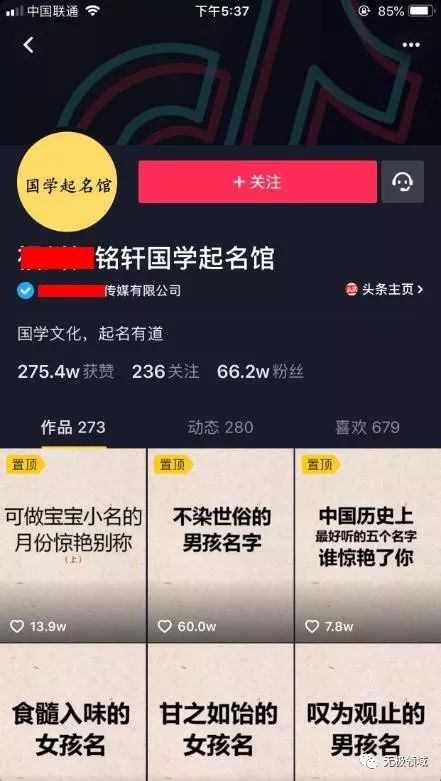 中国联通 下午5:37 85%
国学起名馆
+ 关注
铭轩国学起名馆
传媒有限公司 头条主页 >
国学文化，起名有道
275.4w获赞 236关注 66.2w粉丝
作品 273 动态 280 喜欢 679
置顶 置顶 置顶
可做宝宝小名的
月份惊艳别称
（上）
13.9w
不染世俗的
男孩名字
60.0w
中国历史上
最好听的五个名字
谁惊艳了你
7.8w
食髓入味的
女孩名
甘之如饴的
女孩名
叹为观止的
男孩名
无极领域